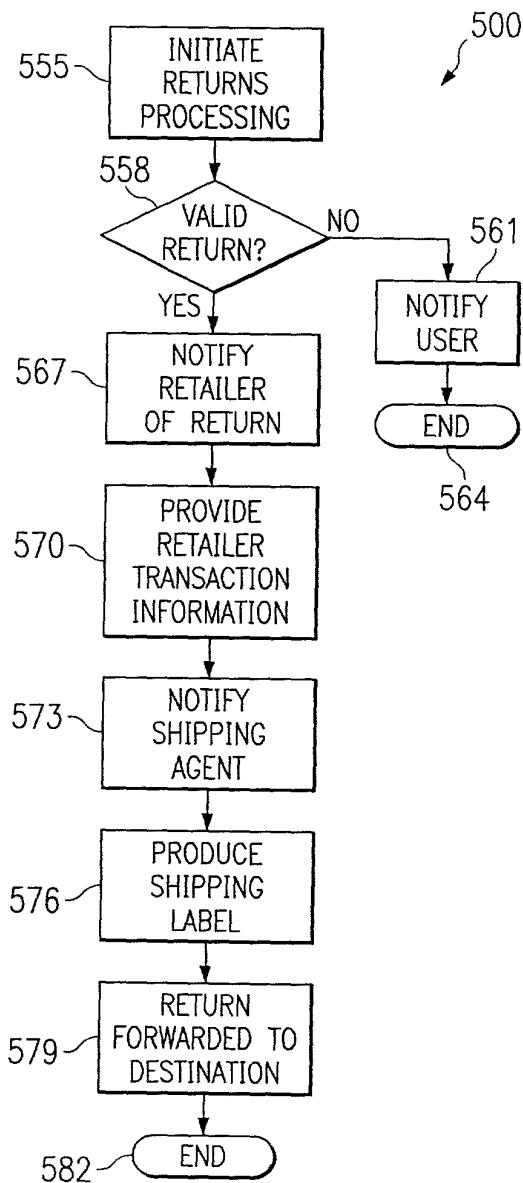 500
555
INITIATE
RETURNS
PROCESSING
558
VALID
RETURN?
NO
YES
561
NOTIFY
USER
END
564
567
NOTIFY
RETAILER
OF RETURN
570
PROVIDE
RETAILER
TRANSACTION
INFORMATION
573
NOTIFY
SHIPPING
AGENT
576
PRODUCE
SHIPPING
LABEL
579
RETURN
FORWARDED TO
DESTINATION
582
END